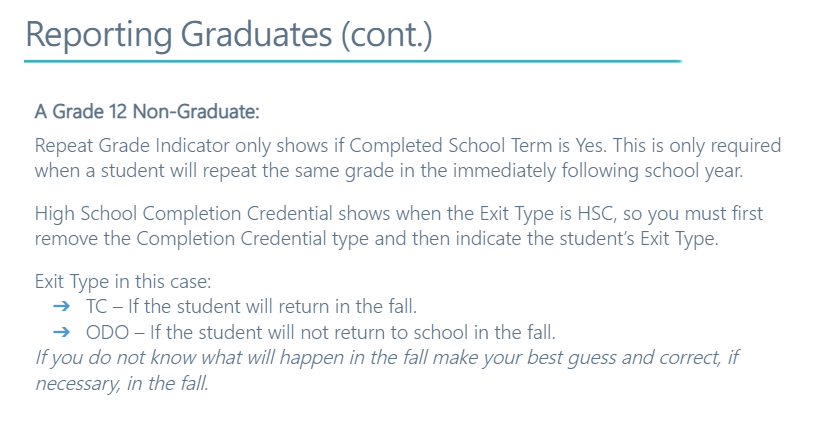 Reporting Graduates (cont.)
A Grade 12 Non-Graduate:
Repeat Grade Indicator only shows if Completed School Term is Yes. This is only required
when a student will repeat the same grade in the immediately following school year.
High School Completion Credential shows when the Exit Type is HSC, so you must first
remove the Completion Credential type and then indicate the student's Exit Type.
Exit Type in this case:
➔ TC – If the student will return in the fall.
➔ ODO – If the student will not return to school in the fall.
If you do not know what will happen in the fall make your best guess and correct, if
necessary, in the fall.